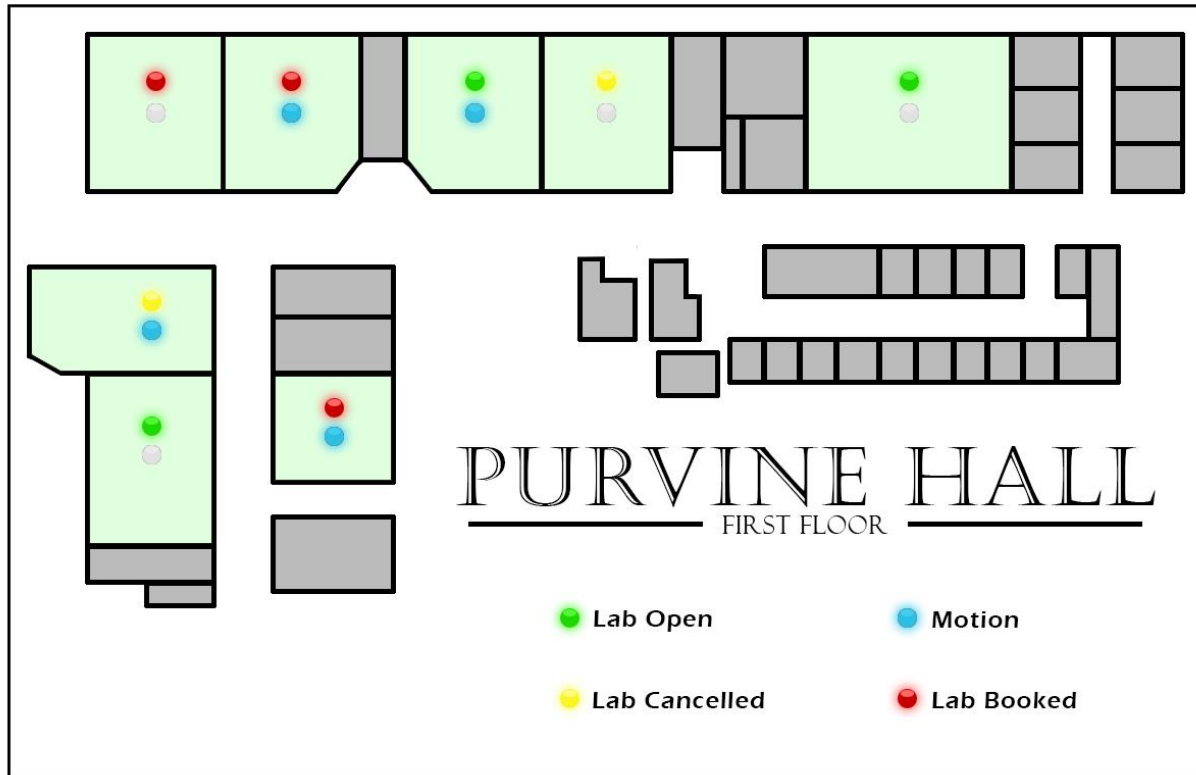 PURVINE HALL
FIRST FLOOR
Lab Open
Motion
Lab Cancelled
Lab Booked